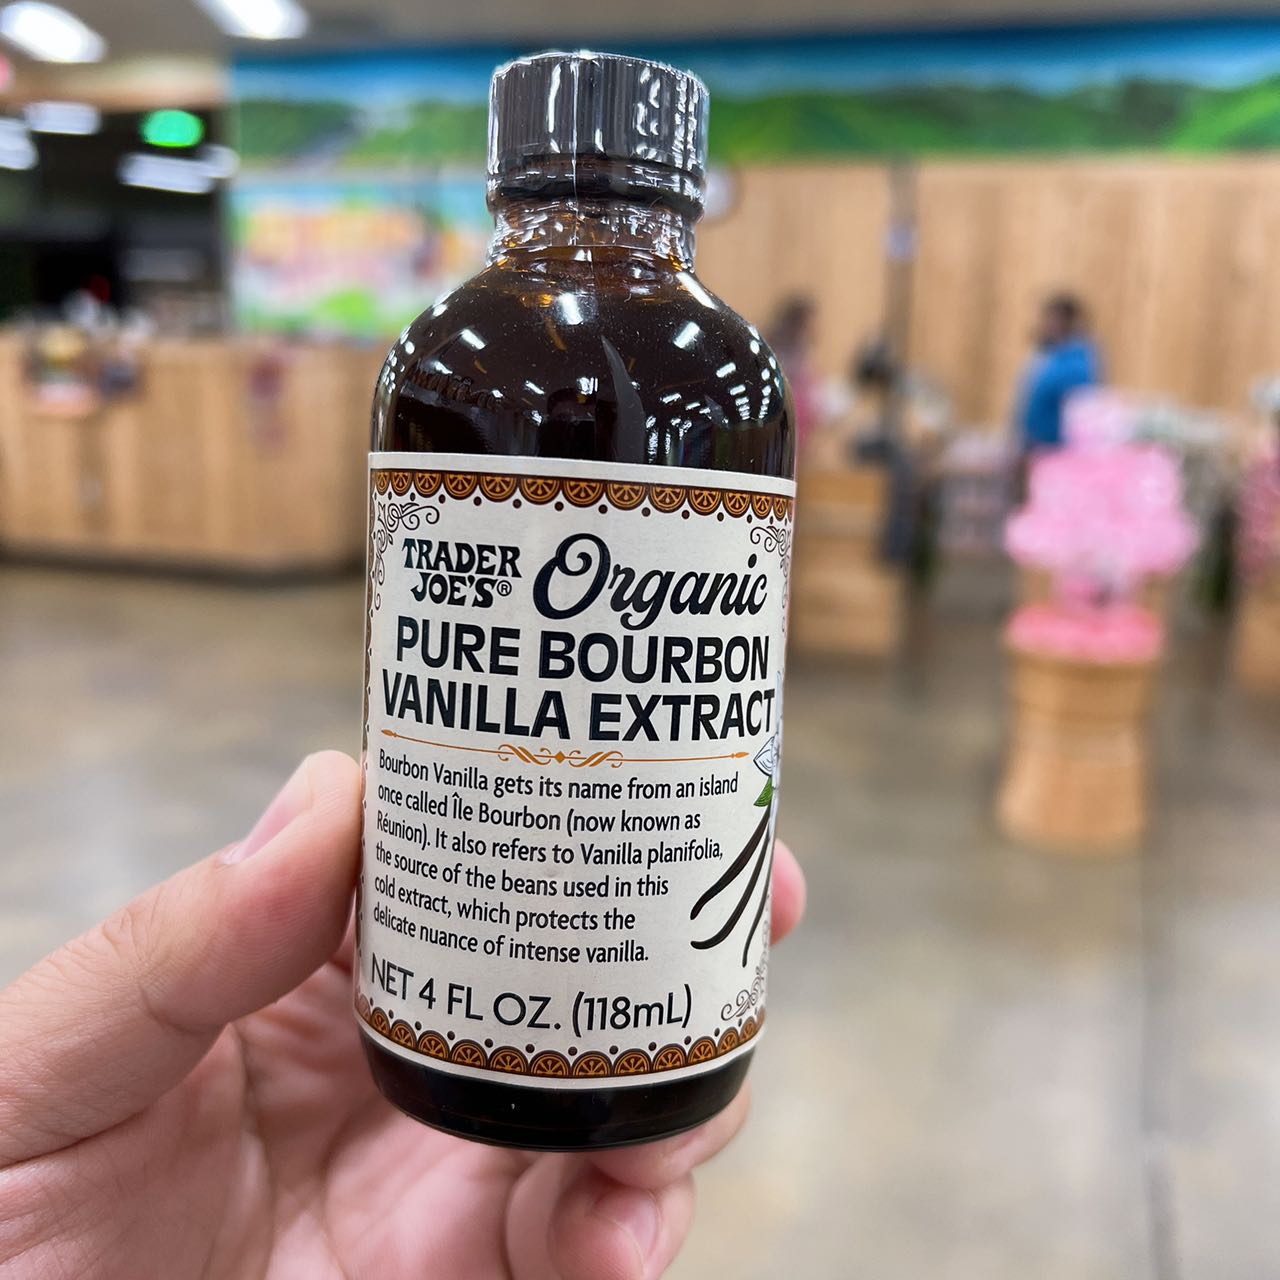 TRADER
JOE'S®
Organic
PURE BOURBON
VANILLA EXTRACT
Bourbon Vanilla gets its name from an island
once called Île Bourbon (now known as
Réunion). It also refers to Vanilla planifolia,
the source of the beans used in this
cold extract, which protects the
delicate nuance of intense vanilla.
NET 4 FL OZ. (118mL)